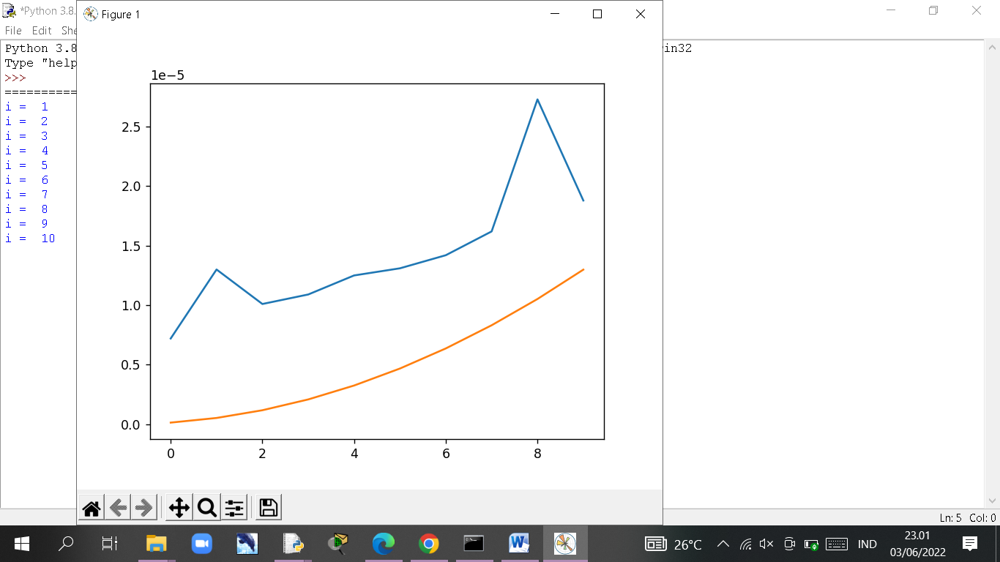 *Python 3.8.
Figure 1
File Edit She
Python 3.8
in32
Type "help
>>>
============
i = 1
i = 2
i = 3
i = 4
i = 5
i = 6
i = 7
i = 8
i = 9
i = 10
1e−5
2.5
2.0
1.5
1.0
0.5
0.0
0 2 4 6 8
Ln: 5 Col: 0
26°C
IND
23.01
03/06/2022